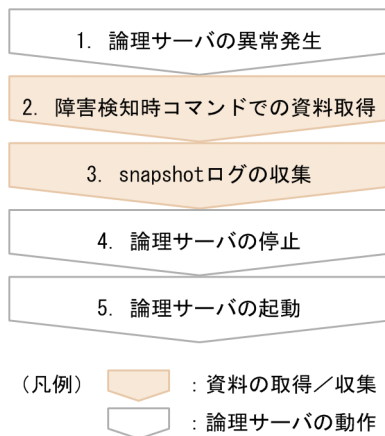 1. 論理サーバの異常発生
2. 障害検知時コマンドでの資料取得
3. snapshotログの収集
4. 論理サーバの停止
5. 論理サーバの起動
（凡例）　：資料の取得／収集
：論理サーバの動作